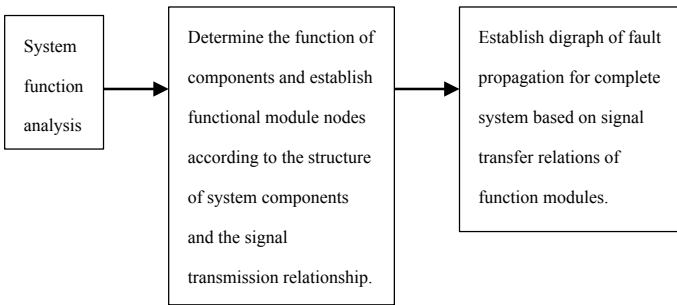 System
function
analysis
Determine the function of
components and establish
functional module nodes
according to the structure
of system components
and the signal
transmission relationship.
Establish digraph of fault
propagation for complete
system based on signal
transfer relations of
function modules.